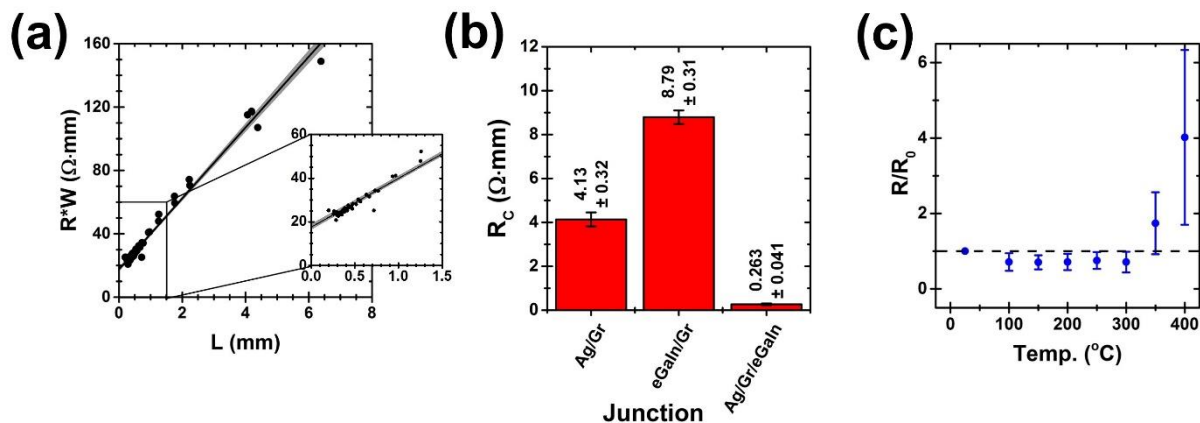 (a)
R*W (Ω·mm)
160
120
80
40
0
0 2 4 6 8
L (mm)
60
40
20
0
0.0 0.5 1.0 1.5
(b)
R_C (Ω·mm)
12
10
8
6
4
2
0
4.13
± 0.32
8.79
± 0.31
0.263
± 0.041
Ag/Gr
eGaIn/Gr
Ag/Gr/eGaIn
Junction
(c)
R/R₀
6
4
2
0
0 100 200 300 400
Temp. (°C)